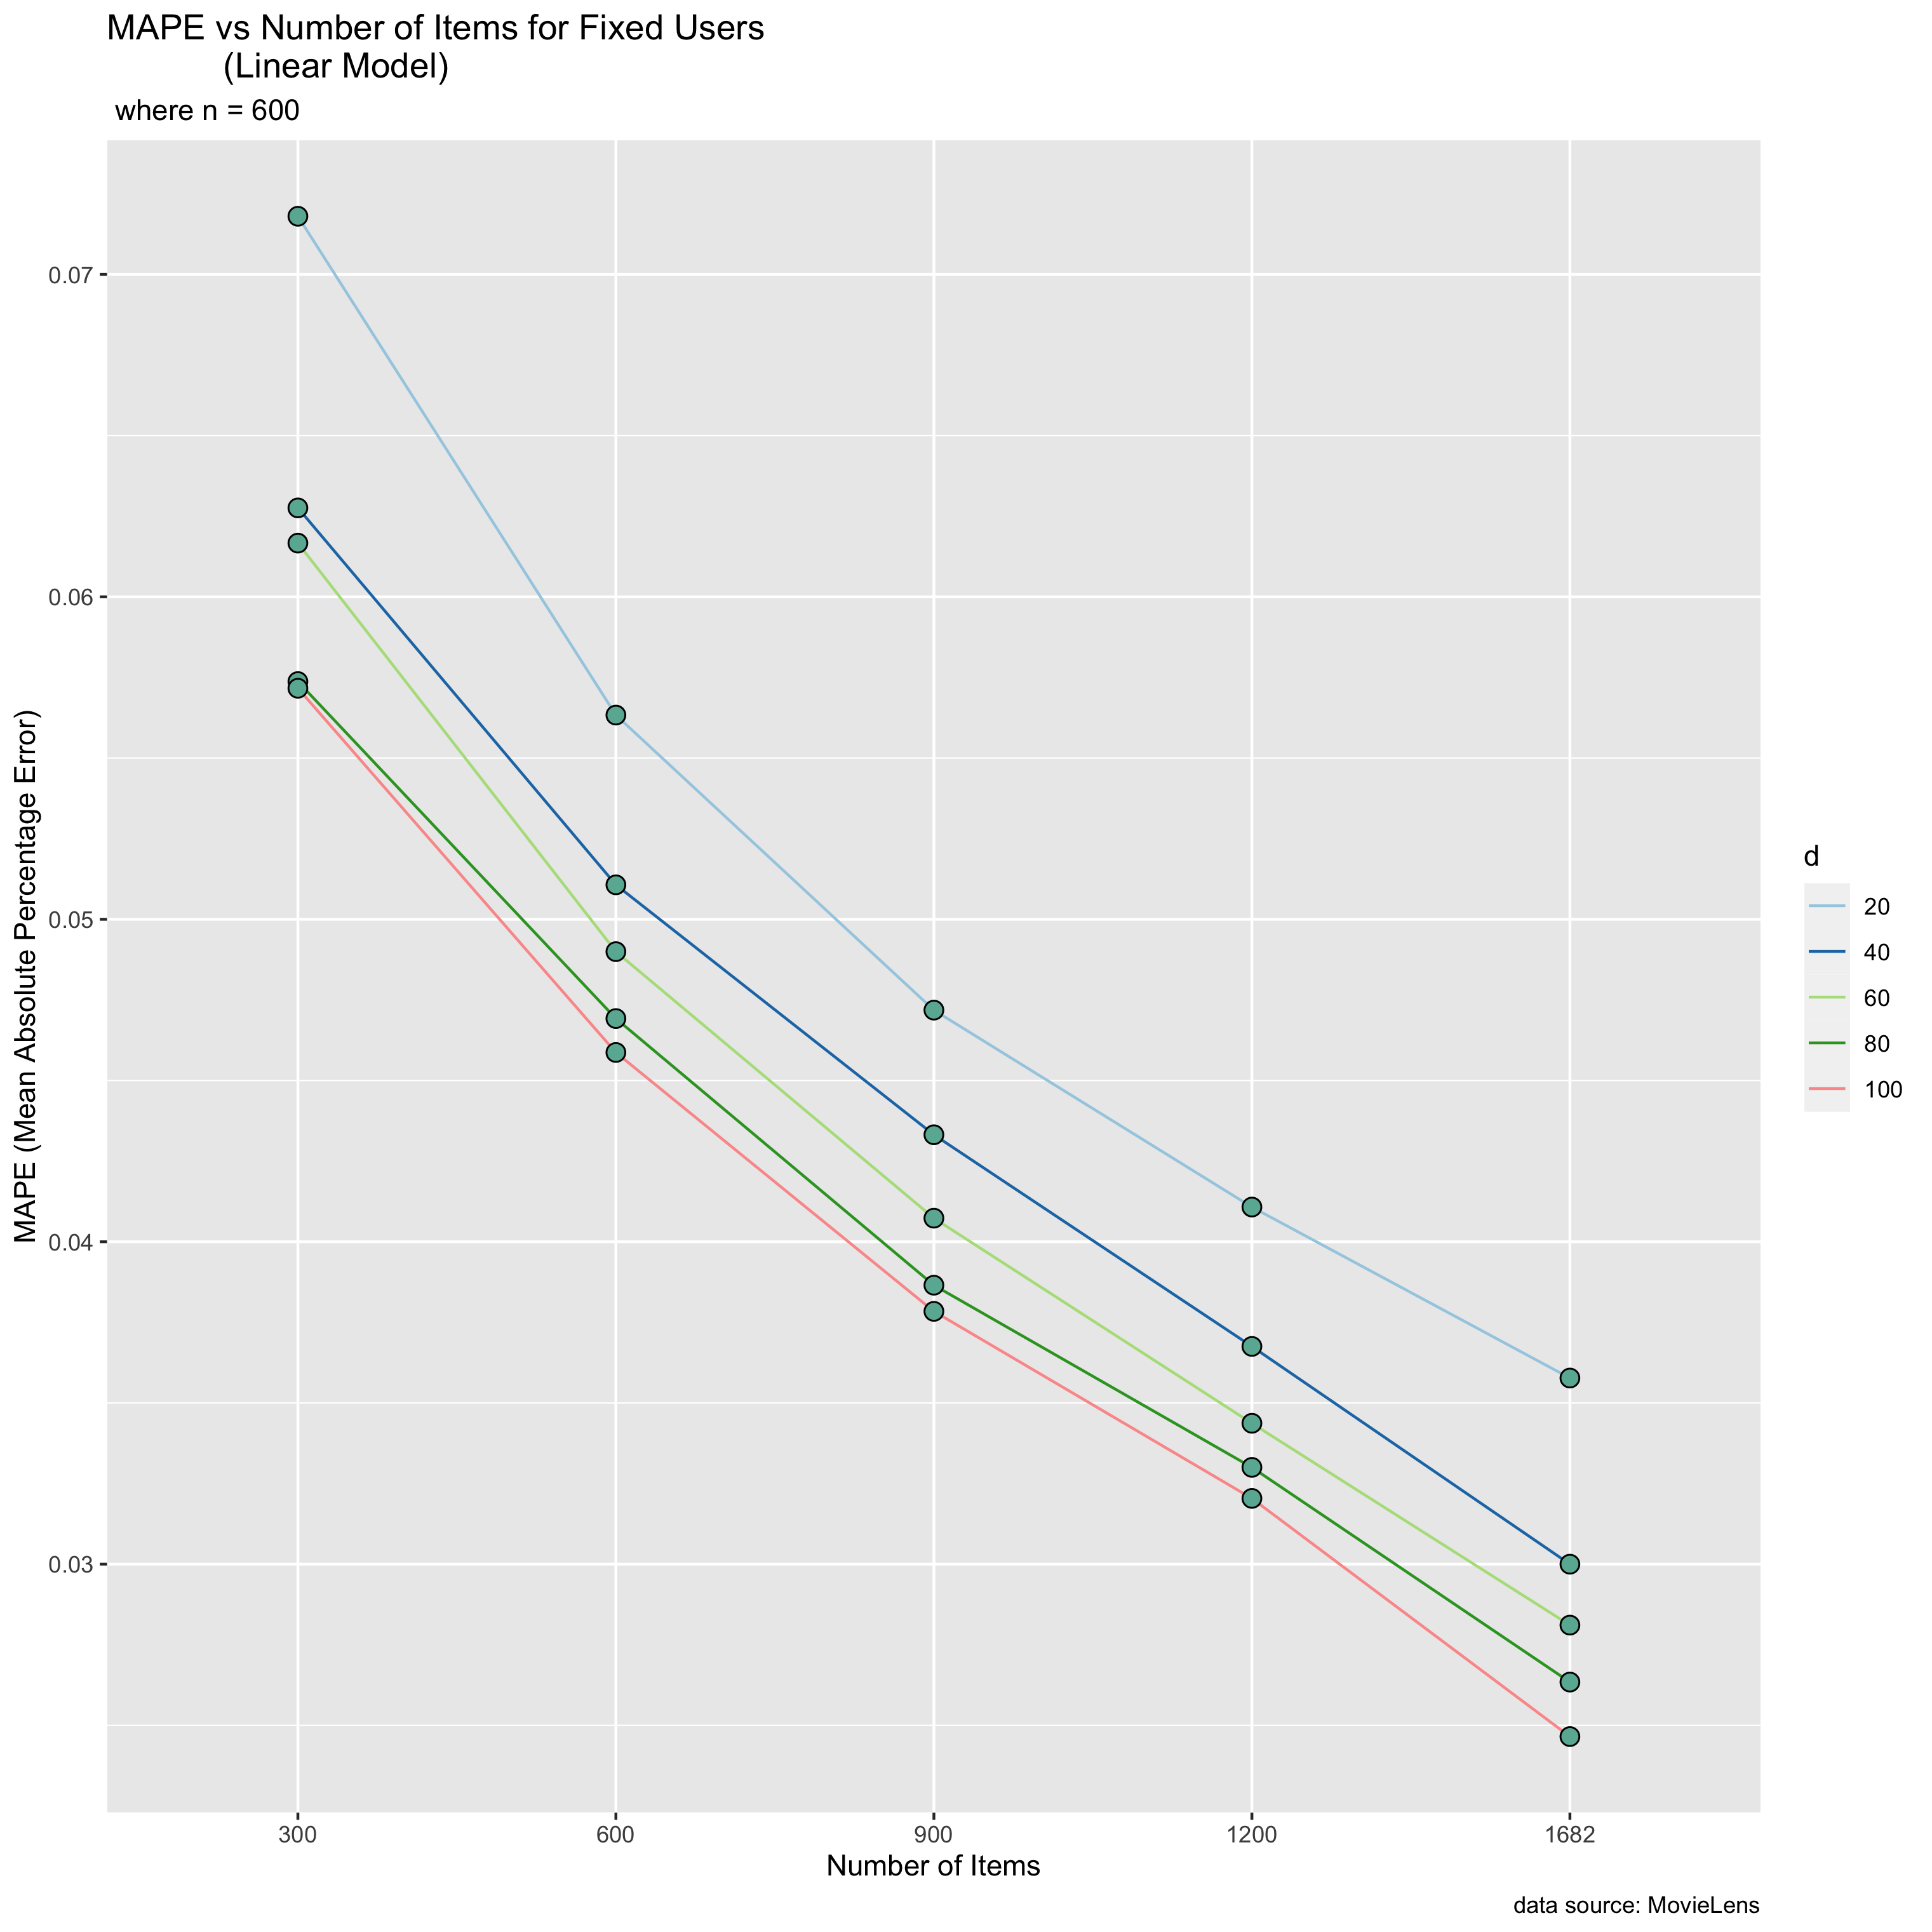 MAPE vs Number of Items for Fixed Users
(Linear Model)
where n = 600
MAPE (Mean Absolute Percentage Error)
0.07
0.06
0.05
0.04
0.03
300
600
900
1200
1682
Number of Items
d
20
40
60
80
100
data source: MovieLens